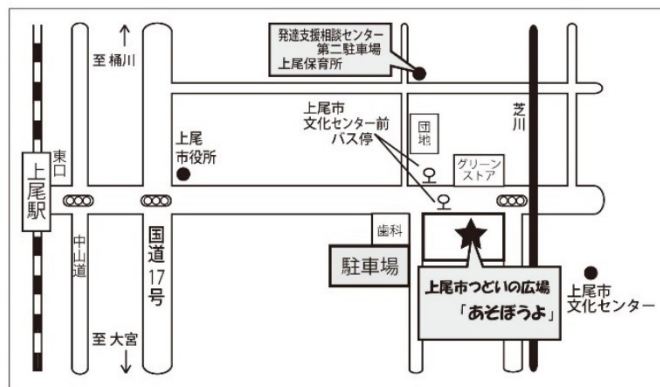 発達支援相談センター
第二駐車場
上尾保育所
至 桶川
上尾市
文化センター前
バス停
団地
芝川
上尾
市役所
東口
上尾駅
グリーン
ストア
中山道
国道17号
歯科
駐車場
上尾市つどいの広場
「あそぼうよ」
上尾市
文化センター
至 大宮